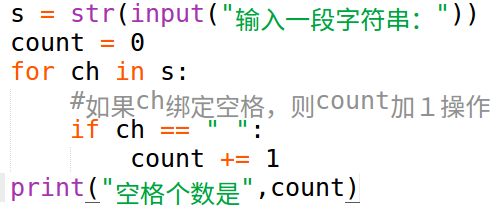 s = str(input("输入一段字符串："))
count = 0
for ch in s:
    #如果ch绑定空格，则count加１操作
    if ch == " ":
        count += 1
print("空格个数是",count)